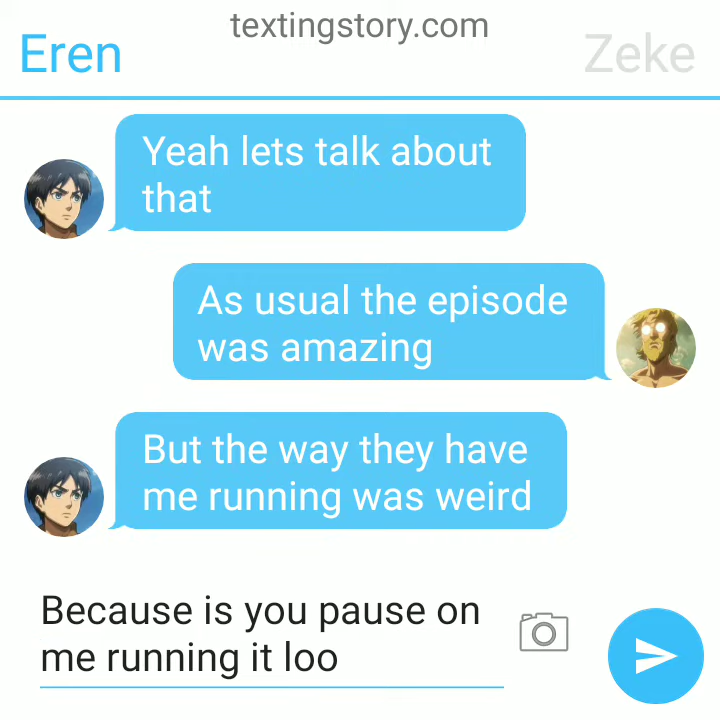 textingstory.com
Eren
Zeke
Yeah lets talk about
that
As usual the episode
was amazing
But the way they have
me running was weird
Because is you pause on
me running it loo